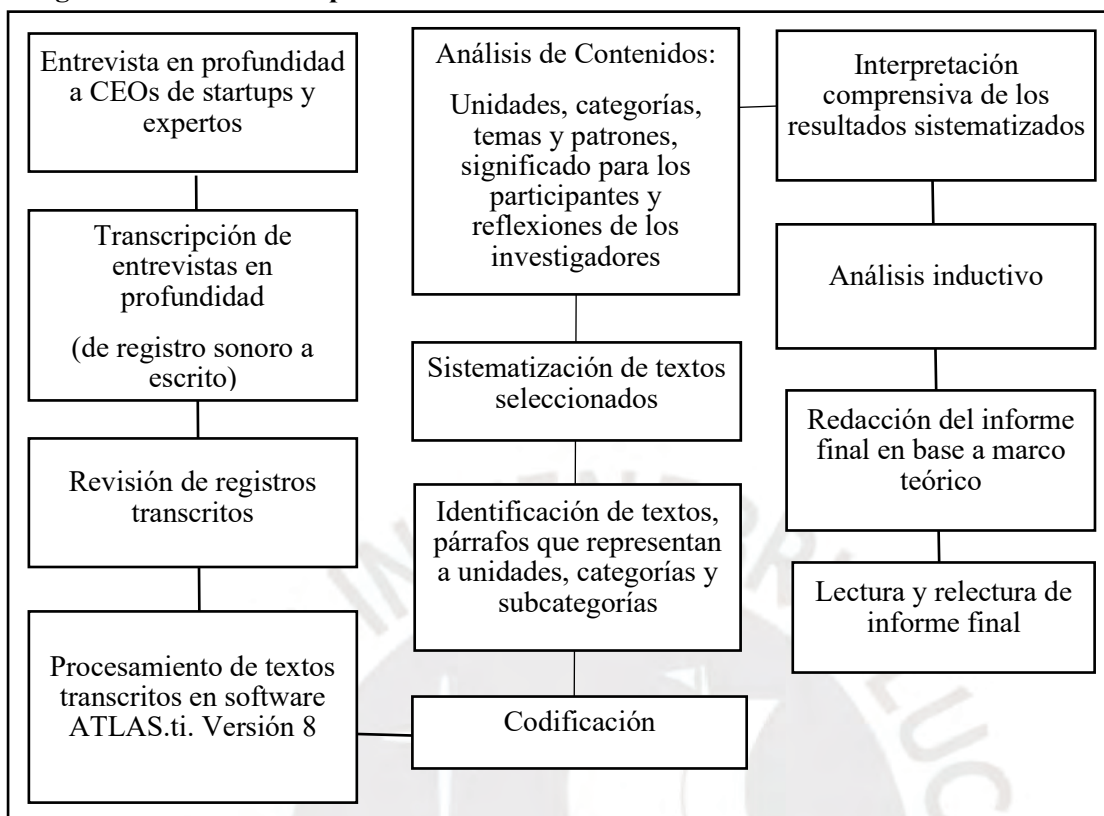 Entrevista en profundidad
a CEOs de startups y
expertos
Transcripción de
entrevistas en
profundidad
(de registro sonoro a
escrito)
Revisión de registros
transcritos
Procesamiento de textos
transcritos en software
ATLAS.ti. Versión 8
Análisis de Contenidos:
Unidades, categorías,
temas y patrones,
significado para los
participantes y
reflexiones de los
investigadores
Sistematización de textos
seleccionados
Identificación de textos,
párrafos que representan
a unidades, categorías y
subcategorías
Codificación
Interpretación
comprensiva de los
resultados sistematizados
Análisis inductivo
Redacción del informe
final en base a marco
teórico
Lectura y relectura de
informe final